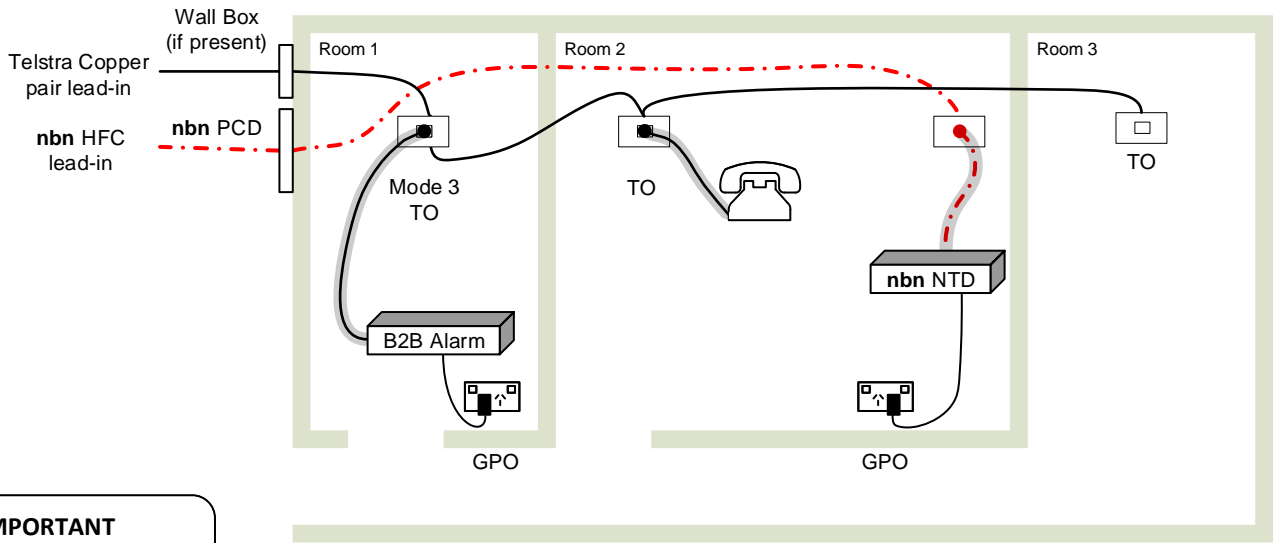 Wall Box
(if present)
Telstra Copper
pair lead-in
nbn HFC
lead-in
nbn PCD
Room 1
Room 2
Room 3
Mode 3
TO
TO
TO
nbn NTD
B2B Alarm
GPO
GPO
MPORTANT